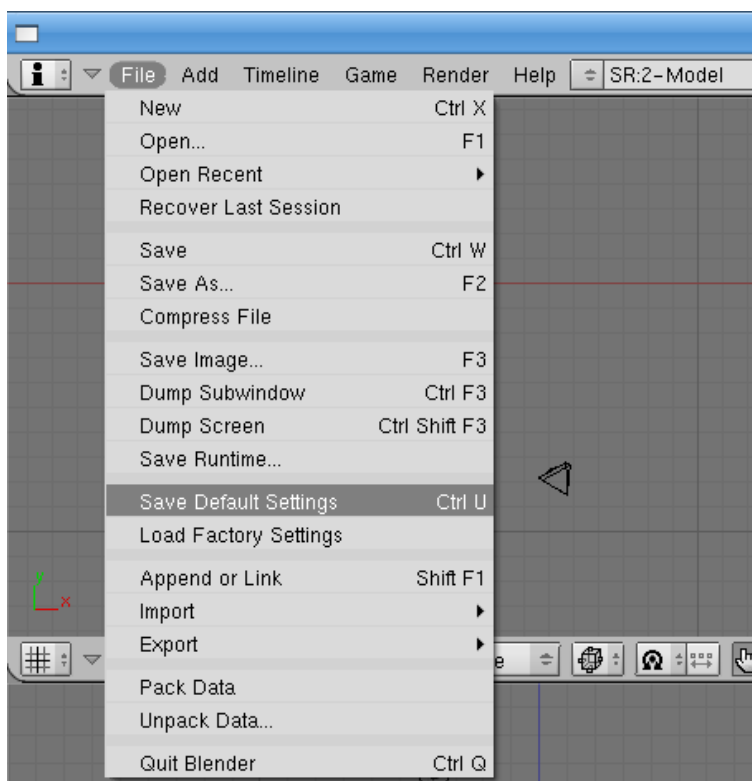 File Add Timeline Game Render Help SR:2-Model
New Ctrl X
Open... F1
Open Recent
Recover Last Session
Save Ctrl W
Save As... F2
Compress File
Save Image... F3
Dump Subwindow Ctrl F3
Dump Screen Ctrl Shift F3
Save Runtime...
Save Default Settings Ctrl U
Load Factory Settings
Append or Link Shift F1
y
x
Import
Export
e
Pack Data
Unpack Data...
Quit Blender Ctrl Q